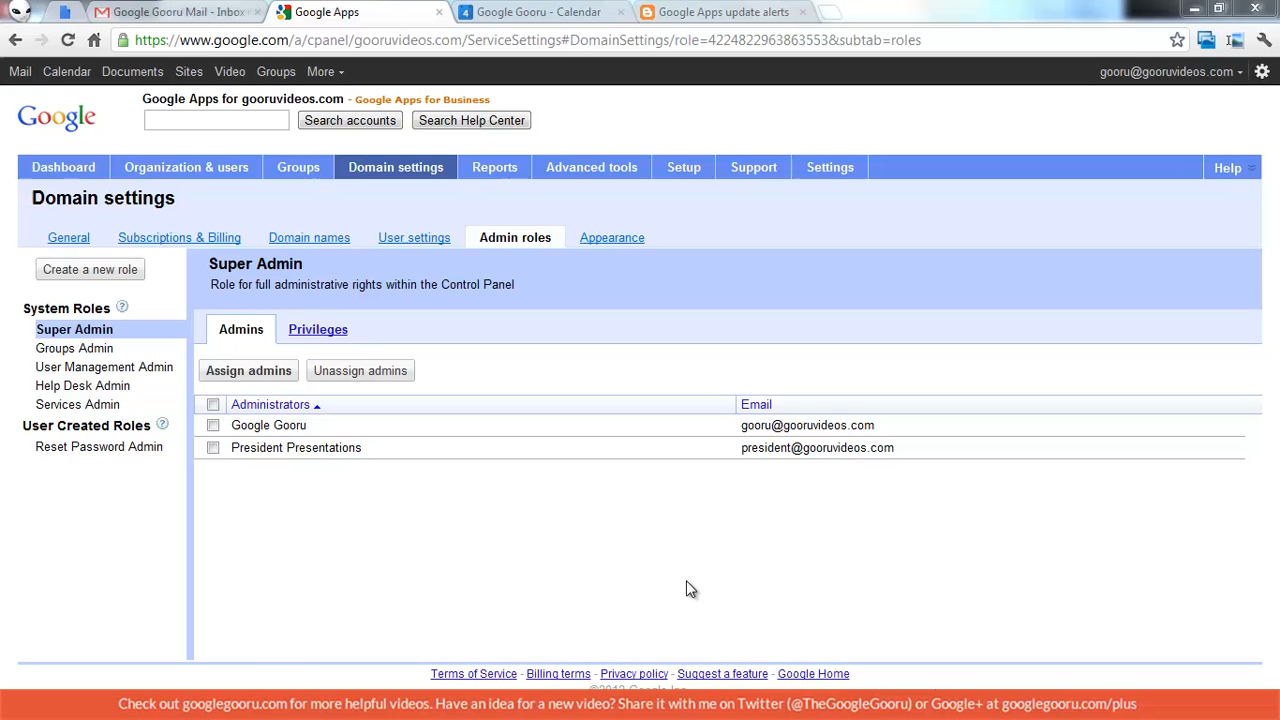 Google Gooru Mail - Inbox
Google Apps
Google Gooru - Calendar
Google Apps update alerts
https://www.google.com/a/cpanel/gooruvideos.com/ServiceSettings#DomainSettings/role=42248229638635538&subtab=roles
Mail Calendar Documents Sites Video Groups More
gooru@gooruvideos.com
Google
Google Apps for gooruvideos.com - Google Apps for Business
Search accounts Search Help Center
Dashboard Organization & users Groups Domain settings Reports Advanced tools Setup Support Settings Help
Domain settings
General Subscriptions & Billing Domain names User settings Admin roles Appearance
Create a new role
System Roles ?
Super Admin
Groups Admin
User Management Admin
Help Desk Admin
Services Admin
User Created Roles ?
Reset Password Admin
Super Admin
Role for full administrative rights within the Control Panel
Admins Privileges
Assign admins Unassign admins
Administrators Email
Google Gooru gooru@gooruvideos.com
President Presentations president@gooruvideos.com
Terms of Service - Billing terms - Privacy policy - Suggest a feature - Google Home
Check out googlegooru.com for more helpful videos. Have an idea for a new video? Share it with me on Twitter (@TheGoogleGooru) or Google+ at googlegooru.com/plus